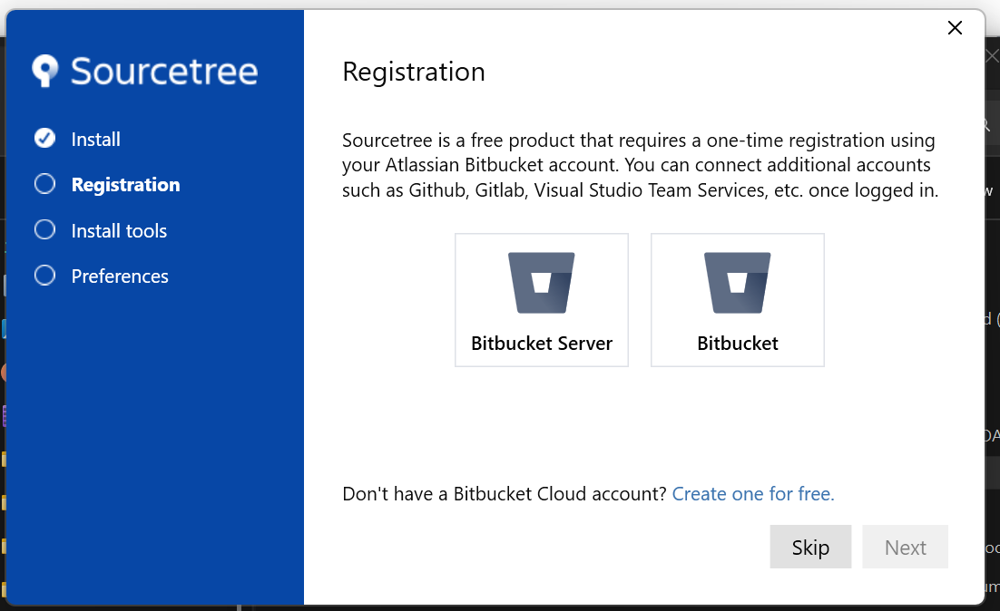 Sourcetree
Install
Registration
Install tools
Preferences
Registration
Sourcetree is a free product that requires a one-time registration using
your Atlassian Bitbucket account. You can connect additional accounts
such as Github, Gitlab, Visual Studio Team Services, etc. once logged in.
Bitbucket Server
Bitbucket
Don't have a Bitbucket Cloud account? Create one for free.
Skip
Next